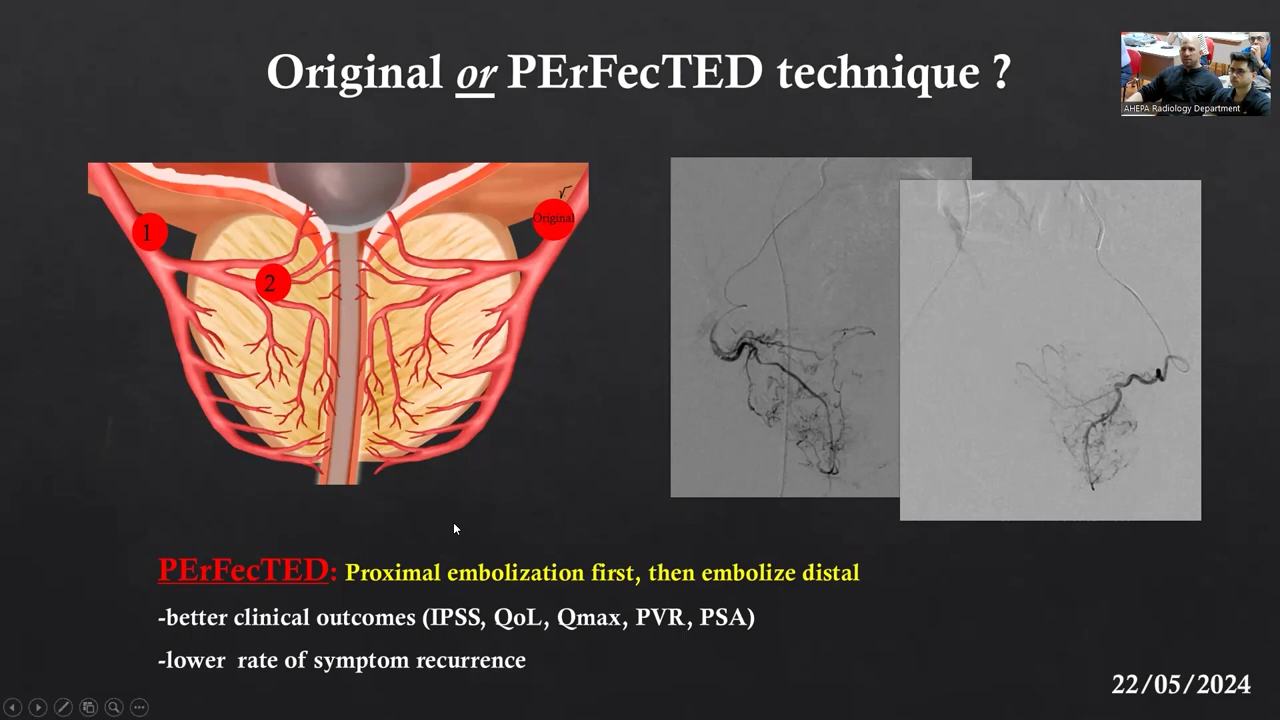 Original or PErFecTED technique ?
AHEPA Radiology Department
1
Original
2
PErFecTED: Proximal embolization first, then embolize distal
-better clinical outcomes (IPSS, QoL, Qmax, PVR, PSA)
-lower rate of symptom recurrence
22/05/2024